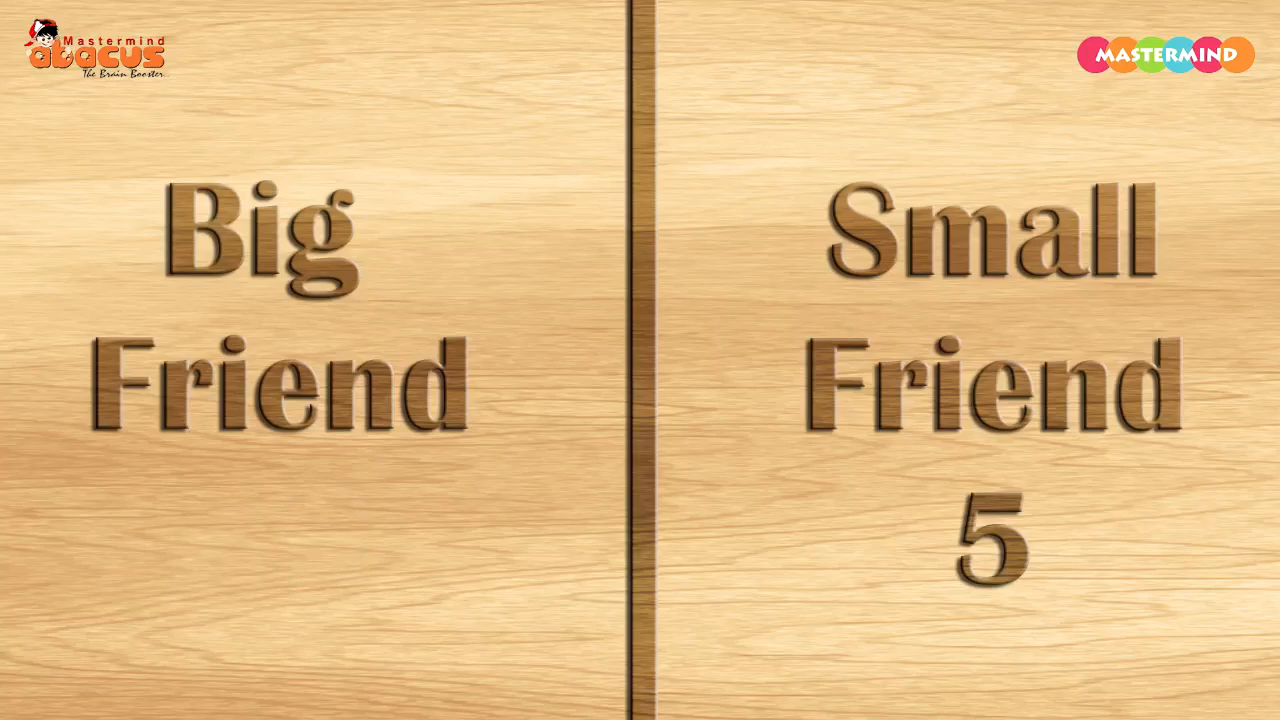 Mastermind
abacus
The Brain Booster..
MASTERMIND
Big
Friend
Small
Friend
5